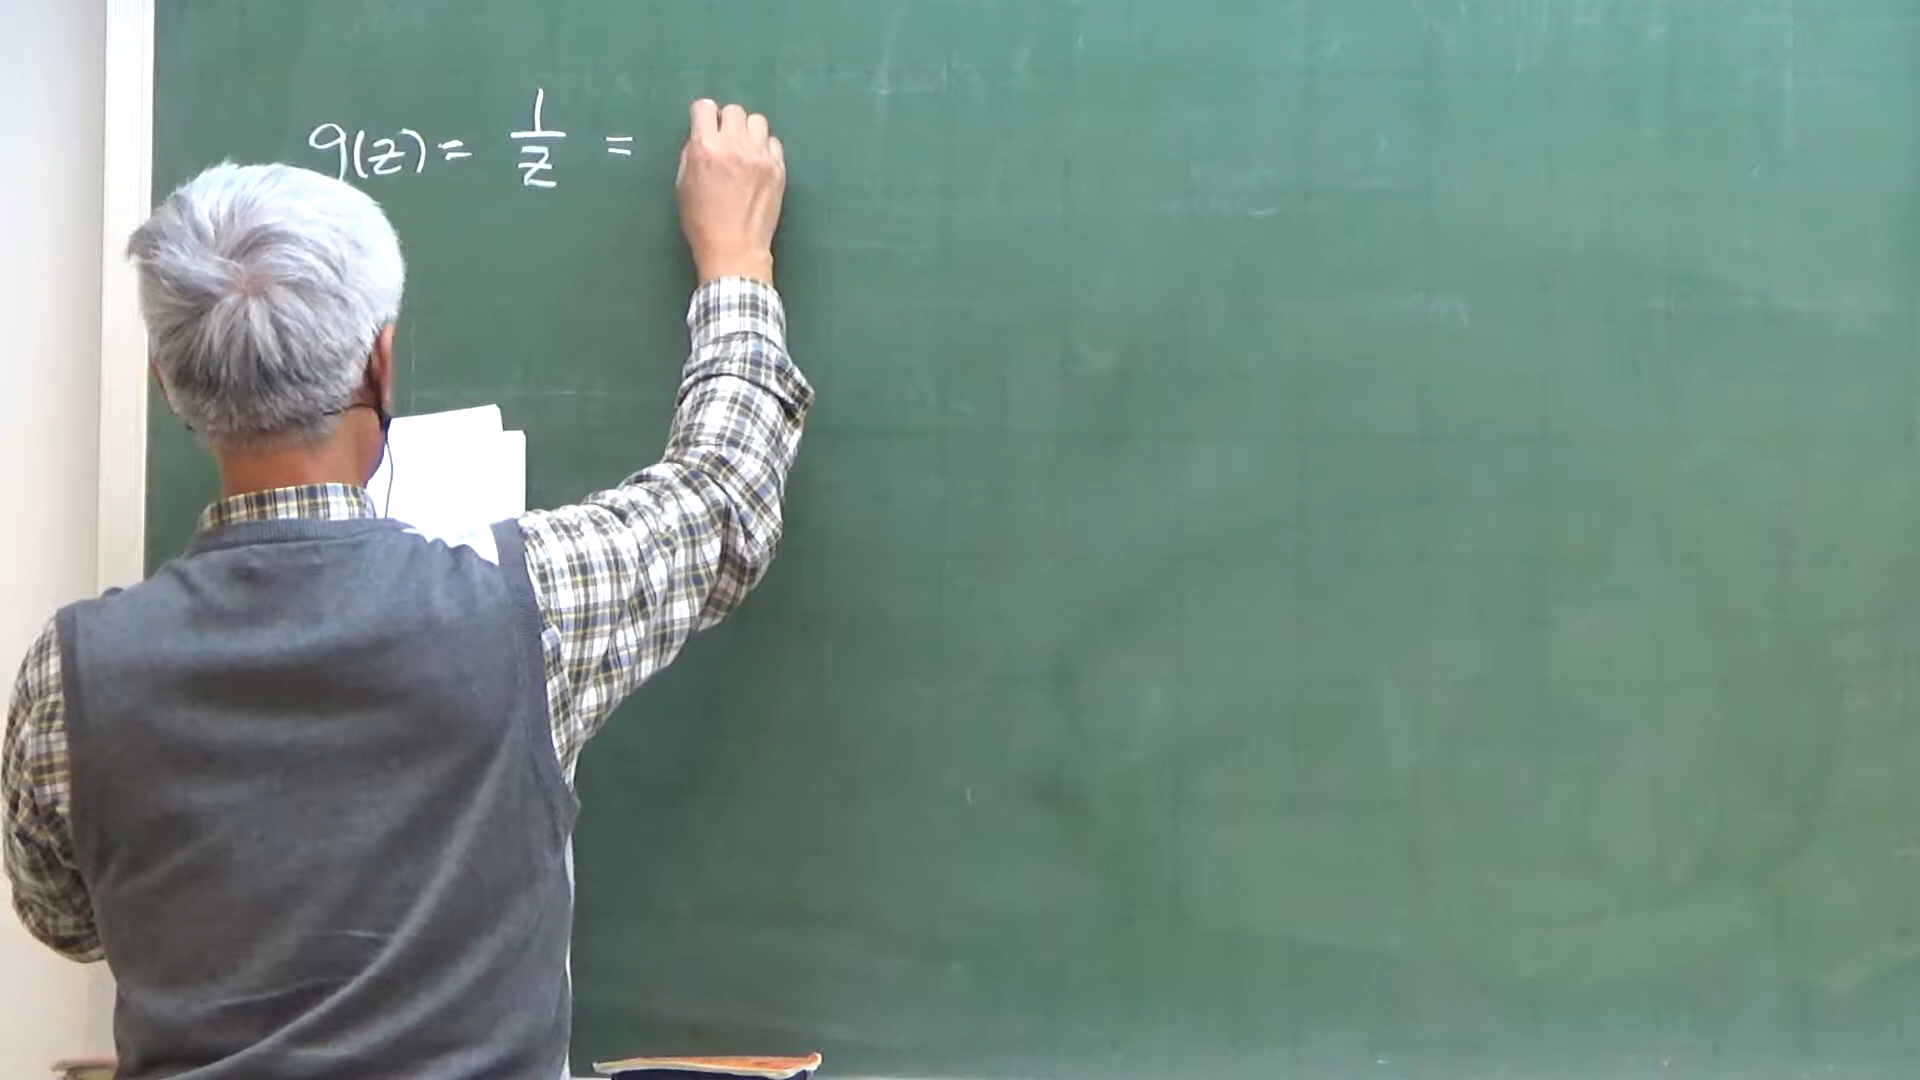 g(z) = 1/z =